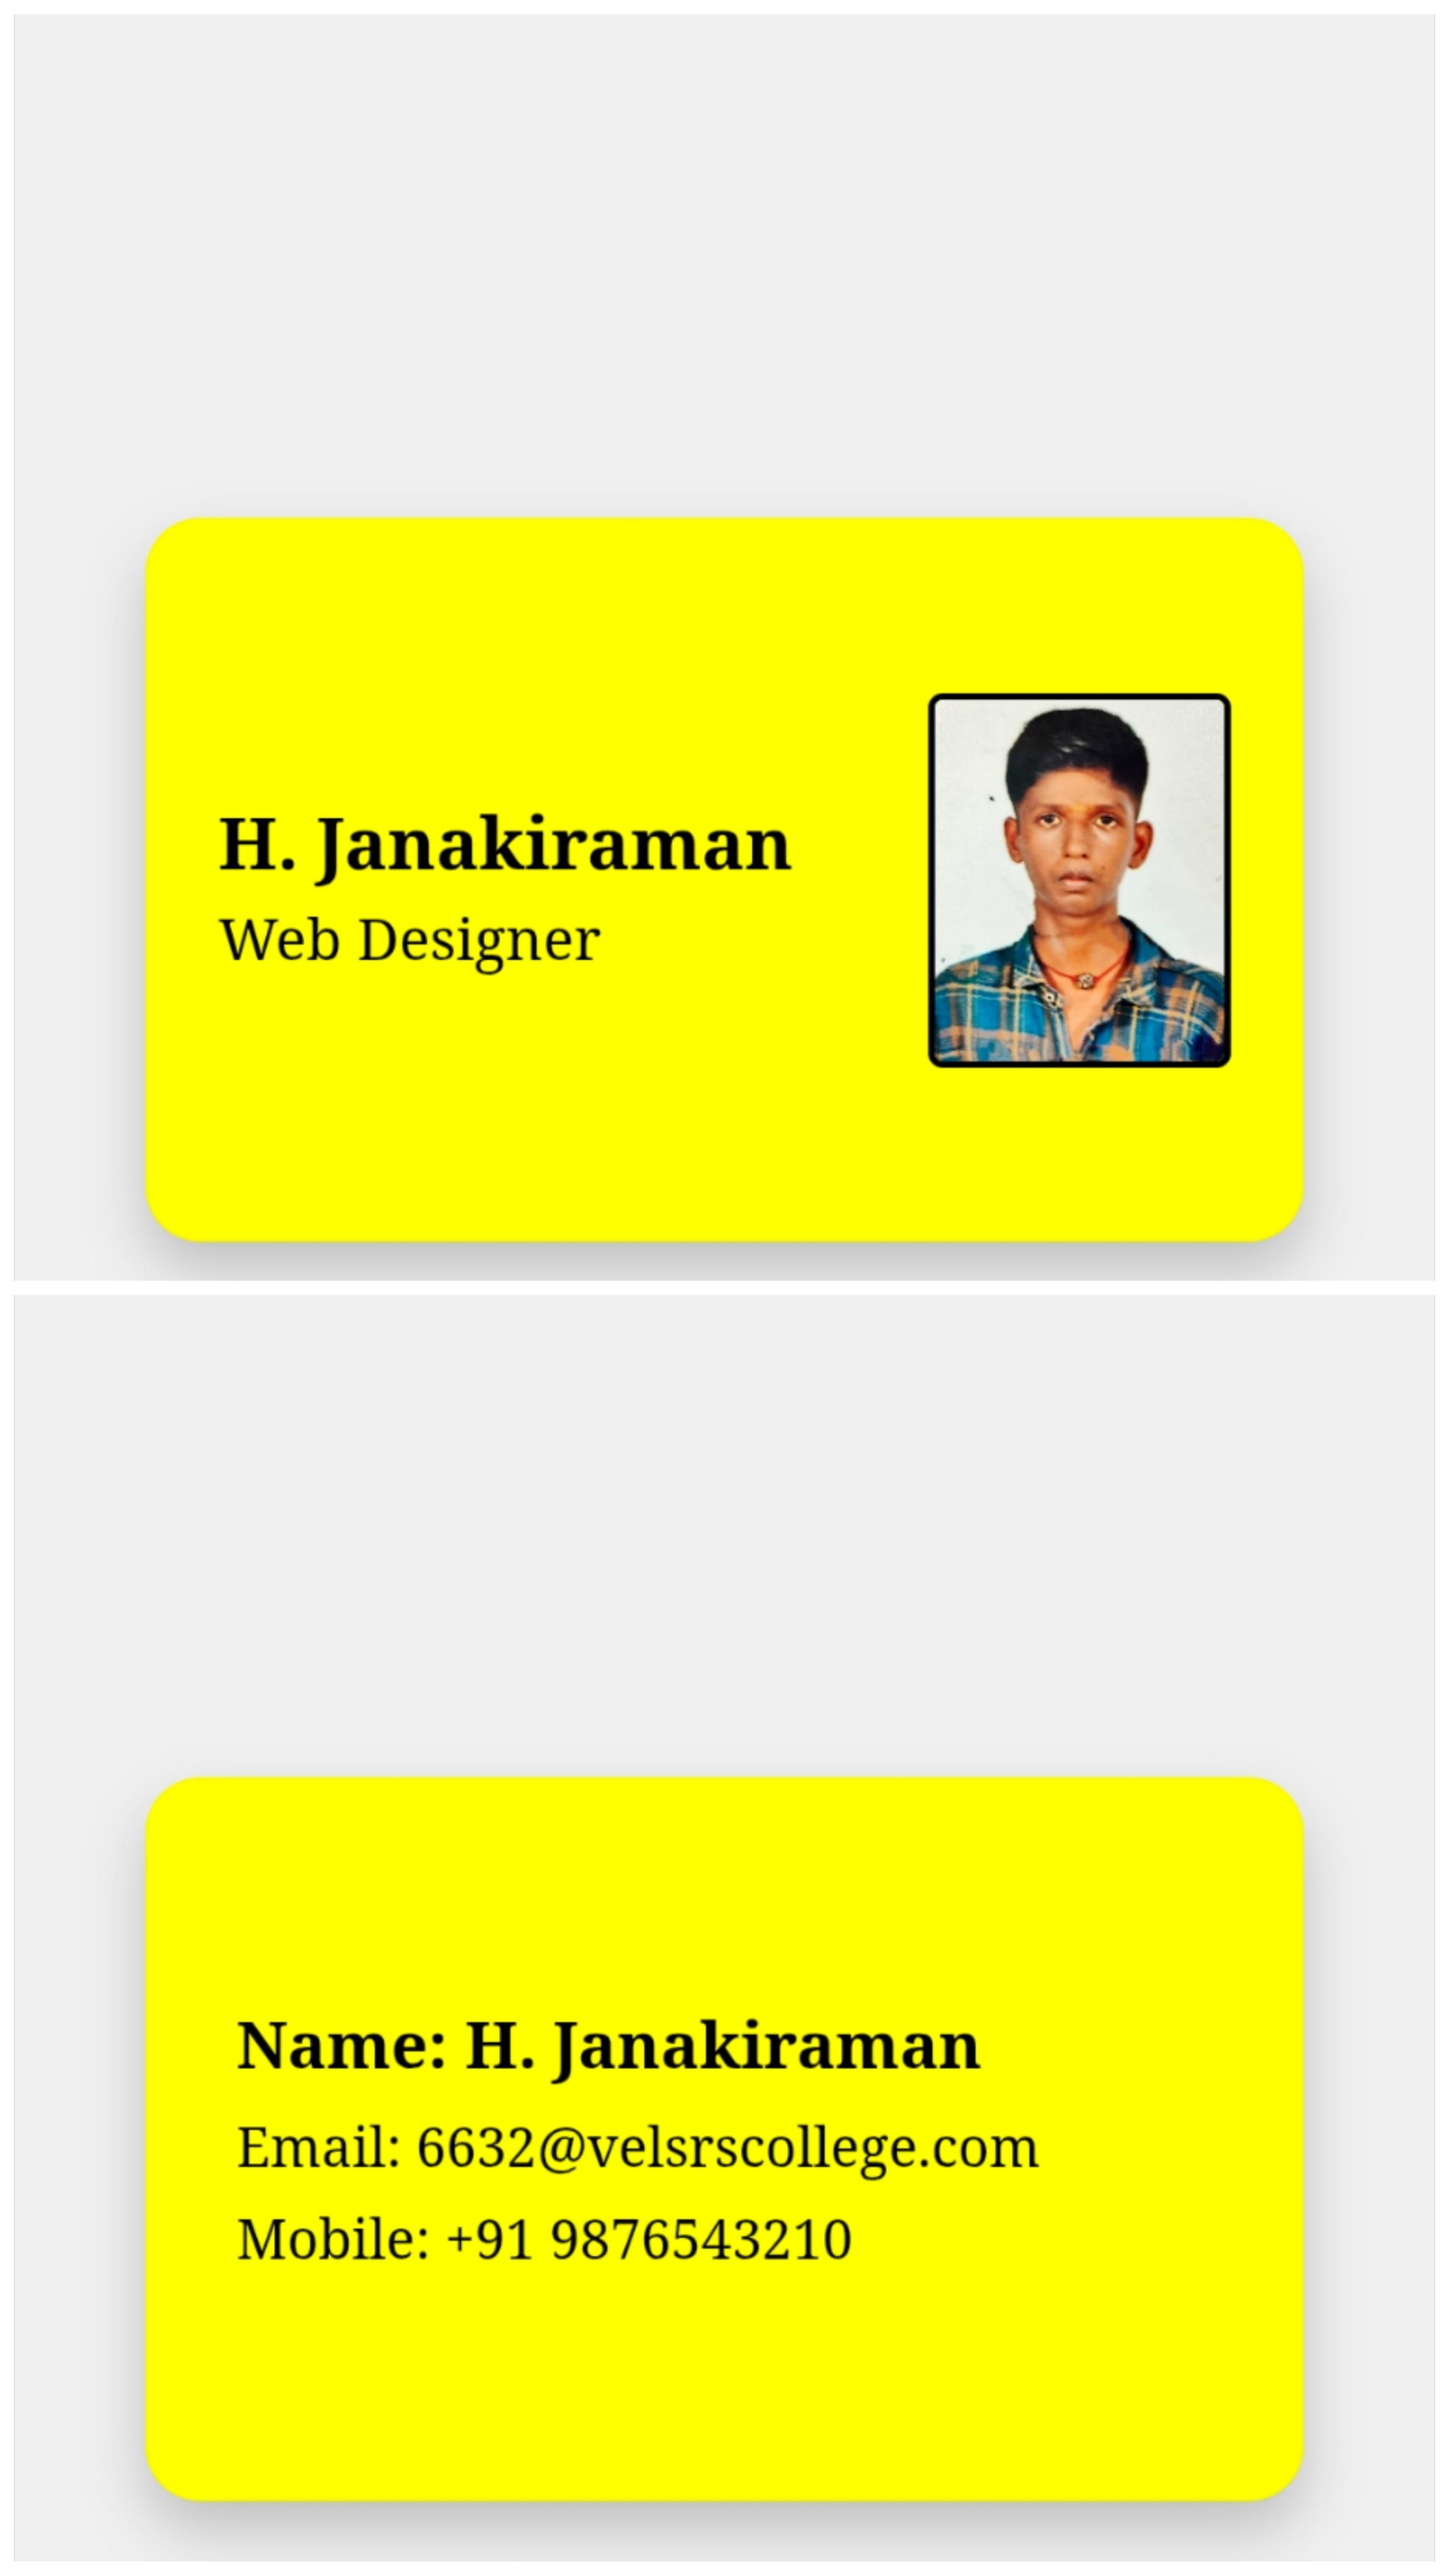 H. Janakiraman
Web Designer
Name: H. Janakiraman
Email: 6632@velsrscollege.com
Mobile: +91 9876543210